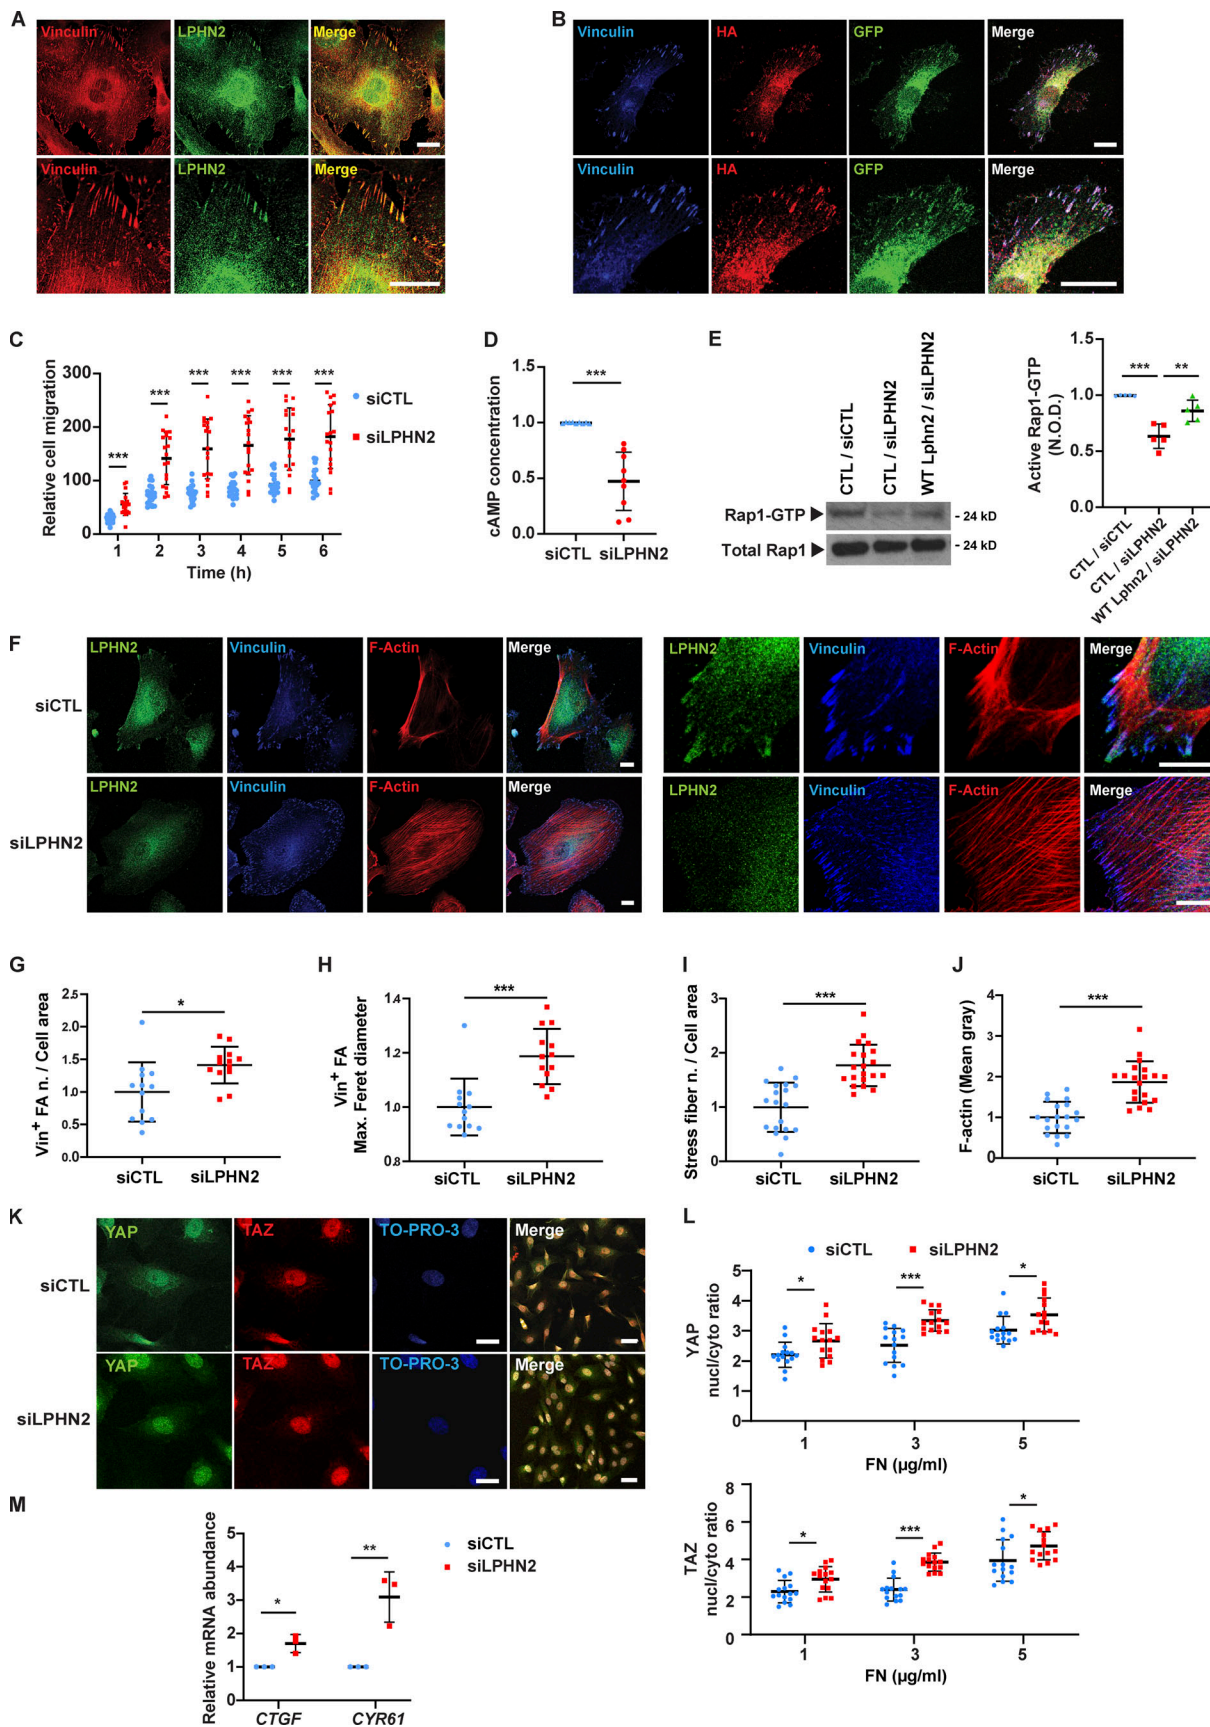 A
Vinculin LPHN2 Merge
Vinculin LPHN2 Merge
B
Vinculin HA GFP Merge
Vinculin HA GFP Merge
C
Relative cell migration
300
200
100
0
*** *** *** *** *** ***
siCTL
siLPHN2
1 2 3 4 5 6
Time (h)
D
cAMP concentration
1.5
1.0
0.5
0.0
***
siCTL siLPHN2
E
CTL / siCTL
CTL / siLPHN2
WT Lphn2 / siLPHN2
Rap1-GTP
- 24 kD
Total Rap1
- 24 kD
Active Rap1-GTP
(N.O.D.)
1.5
1.0
0.5
0.0
*** **
CTL / siCTL
CTL / siLPHN2
WT Lphn2 / siLPHN2
F
siCTL
LPHN2 Vinculin F-Actin Merge
LPHN2 Vinculin F-Actin Merge
siLPHN2
LPHN2 Vinculin F-Actin Merge
LPHN2 Vinculin F-Actin Merge
G
Vin+ FA n. / Cell area
2.5
2.0
1.5
1.0
0.5
0.0
*
siCTL siLPHN2
H
Vin+ FA
Max. Feret diameter
1.4
1.2
1.0
0.8
***
siCTL siLPHN2
I
Stress fiber n. / Cell area
3
2
1
0
***
siCTL siLPHN2
J
F-actin (Mean gray)
4
3
2
1
0
***
siCTL siLPHN2
K
siCTL
YAP TAZ TO-PRO-3 Merge
siLPHN2
YAP TAZ TO-PRO-3 Merge
L
siCTL siLPHN2
YAP
nucl/cyto ratio
5
4
3
2
1
0
* *** *
1 3 5
FN (µg/ml)
TAZ
nucl/cyto ratio
8
6
4
2
0
* *** *
1 3 5
FN (µg/ml)
M
Relative mRNA abundance
5
4
3
2
1
0
* **
siCTL
siLPHN2
CTGF CYR61